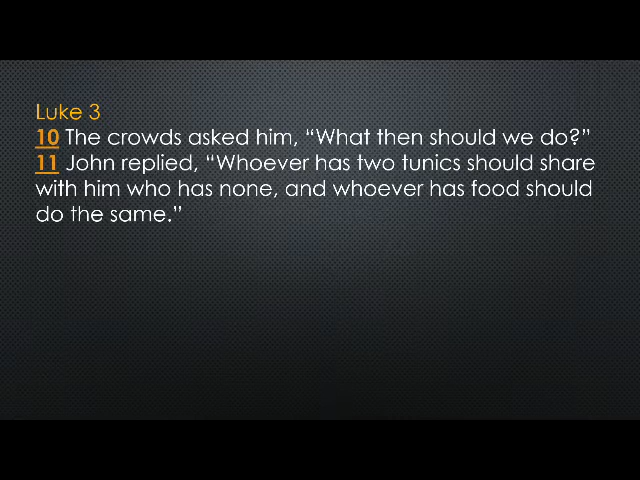 Luke 3
10 The crowds asked him, “What then should we do?”
11 John replied, “Whoever has two tunics should share
with him who has none, and whoever has food should
do the same.”